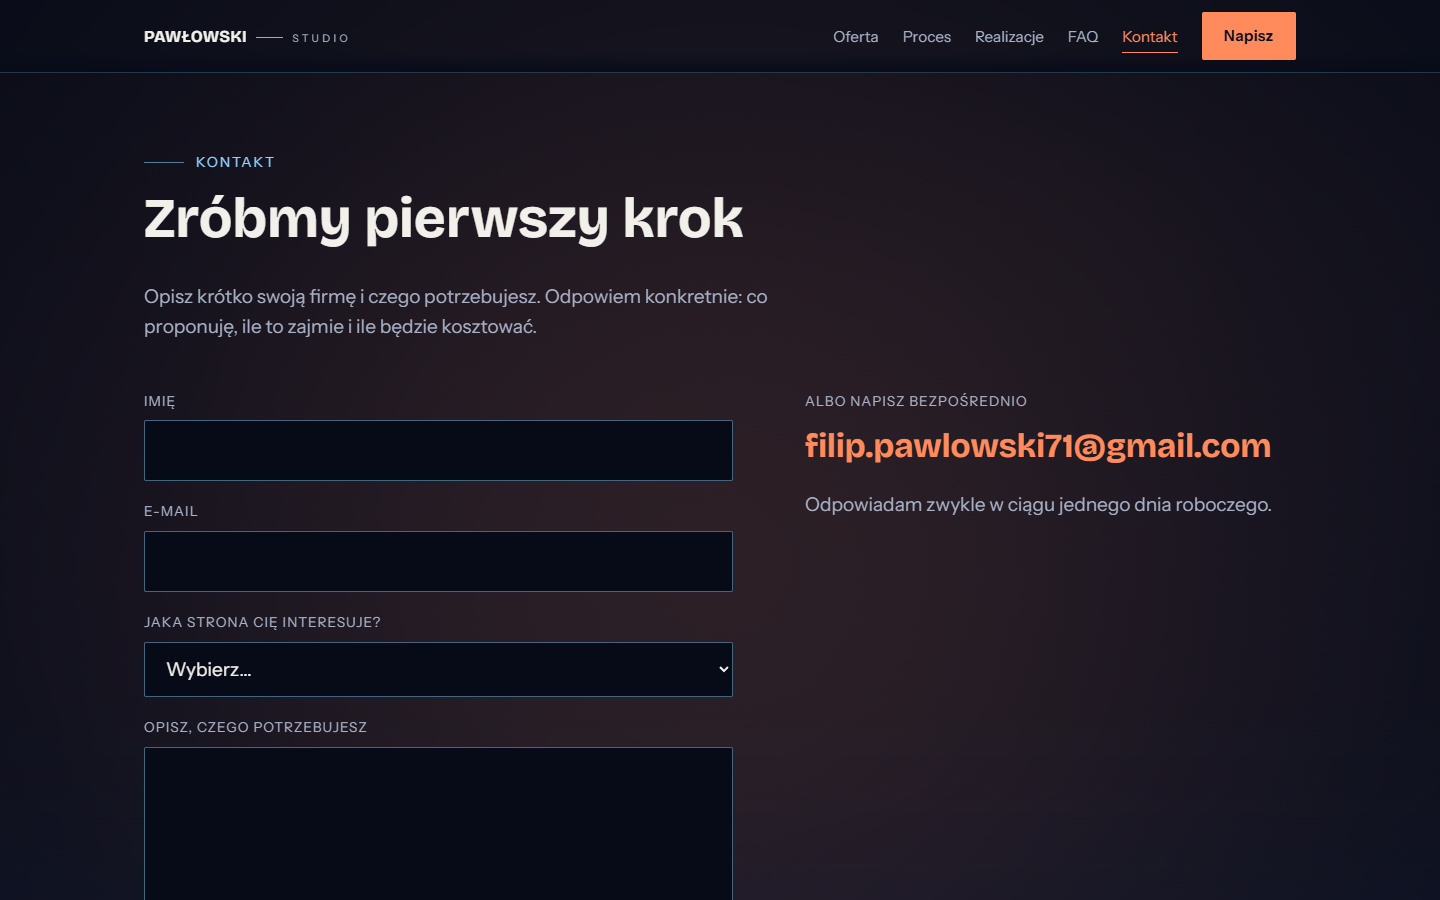 PAWŁOWSKI STUDIO
Oferta Proces Realizacje FAQ Kontakt Napisz
KONTAKT
Zróbmy pierwszy krok
Opisz krótko swoją firmę i czego potrzebujesz. Odpowiem konkretnie: co
proponuję, ile to zajmie i ile będzie kosztować.
IMIĘ
E-MAIL
JAKA STRONA CIĘ INTERESUJE?
Wybierz...
OPISZ, CZEGO POTRZEBUJESZ
ALBO NAPISZ BEZPOŚREDNIO
filip.pawlowski71@gmail.com
Odpowiadam zwykle w ciągu jednego dnia roboczego.